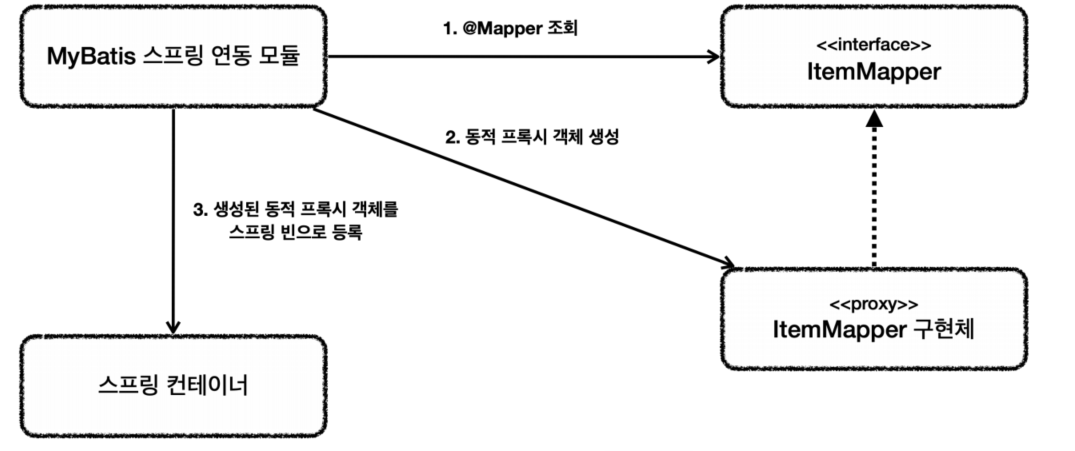 MyBatis 스프링 연동 모듈
1. @Mapper 조회
<<interface>>
ItemMapper
2. 동적 프록시 객체 생성
3. 생성된 동적 프록시 객체를
스프링 빈으로 등록
<<proxy>>
ItemMapper 구현체
스프링 컨테이너